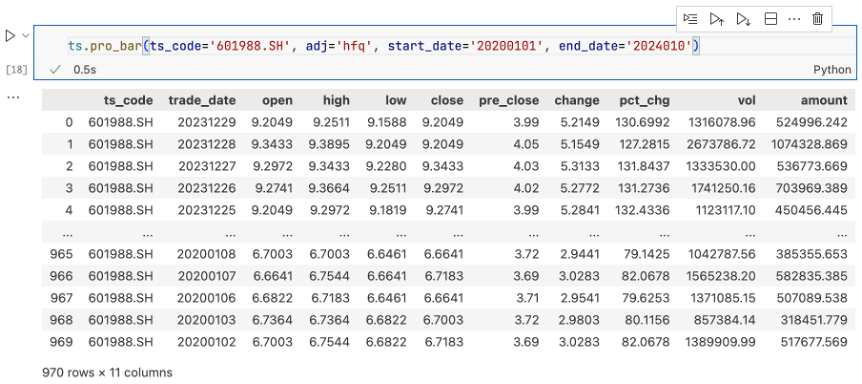 ts.pro_bar(ts_code='601988.SH', adj='hfq', start_date='20200101', end_date='2024010')
[18]
0.5s
Python
ts_code trade_date open high low close pre_close change pct_chg vol amount
0 601988.SH 20231229 9.2049 9.2511 9.1588 9.2049 3.99 5.2149 130.6992 1316078.96 524996.242
1 601988.SH 20231228 9.3433 9.3895 9.2049 9.2049 4.05 5.1549 127.2815 2673786.72 1074328.869
2 601988.SH 20231227 9.2972 9.3433 9.2280 9.3433 4.03 5.3133 131.8437 1333530.00 536773.669
3 601988.SH 20231226 9.2741 9.3664 9.2511 9.2972 4.02 5.2772 131.2736 1741250.16 703969.389
4 601988.SH 20231225 9.2049 9.2972 9.1819 9.2741 3.99 5.2841 132.4336 1123117.10 450456.445
... ... ... ... ... ... ... ... ... ... ... ...
965 601988.SH 20200108 6.7003 6.7003 6.6461 6.6641 3.72 2.9441 79.1425 1042787.56 385355.653
966 601988.SH 20200107 6.6641 6.7544 6.6641 6.7183 3.69 3.0283 82.0678 1565238.20 582835.385
967 601988.SH 20200106 6.6822 6.7183 6.6461 6.6641 3.71 2.9541 79.6253 1371085.15 507089.538
968 601988.SH 20200103 6.7364 6.7364 6.6822 6.7003 3.72 2.9803 80.1156 857384.14 318451.779
969 601988.SH 20200102 6.7003 6.7544 6.6822 6.7183 3.69 3.0283 82.0678 1389909.99 517677.569
970 rows × 11 columns